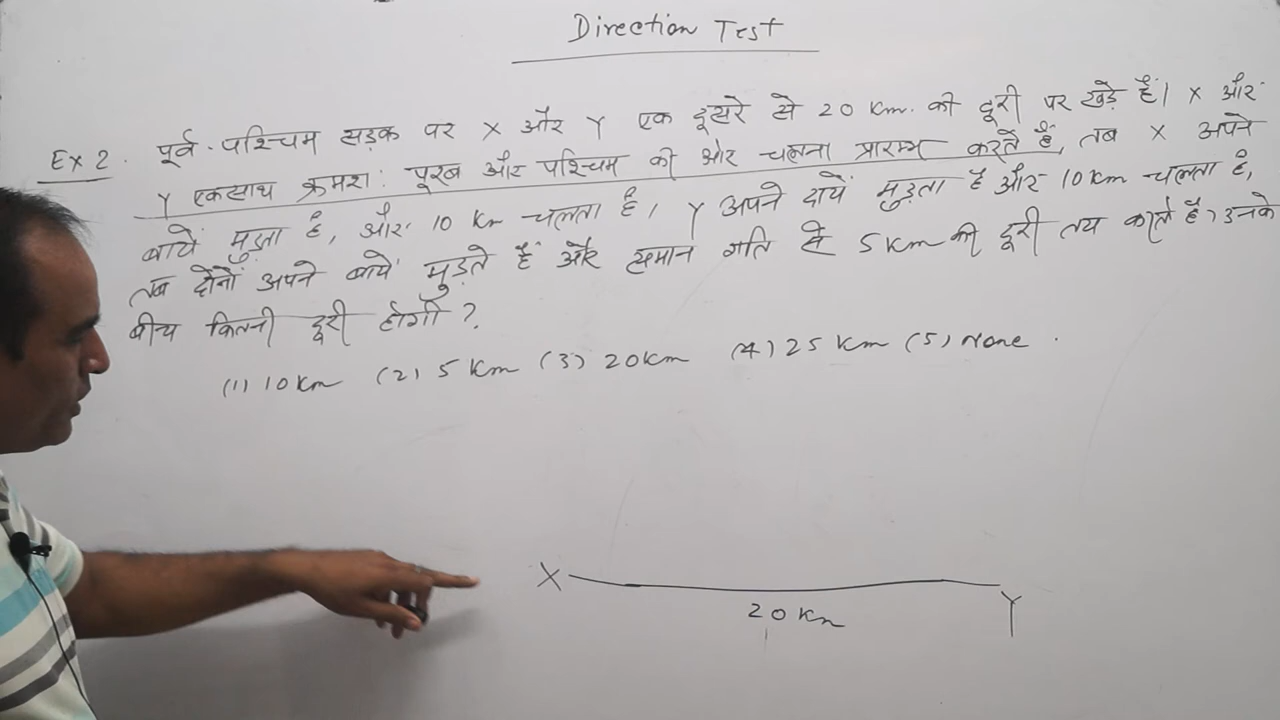 Direction Test
Ex 2. पूर्व-पश्चिम सड़क पर X और Y एक दूसरे से 20 Km. की दूरी पर खड़े हैं। X और
Y एकसाथ क्रमश: पूरब और पश्चिम की ओर चलना प्रारम्भ करते हैं, तब X अपने
बायें मुड़ता है, और 10 Km चलता है, Y अपने दायें मुड़ता है और 10 Km चलता है,
तब दोनों अपने बायें मुड़ते हैं और समान गति से 5 Km की दूरी तय करते हैं, उनके
बीच कितनी दूरी होगी ?
(1) 10 Km (2) 5 Km (3) 20 Km (4) 25 Km (5) None .
X
Y
20 Km